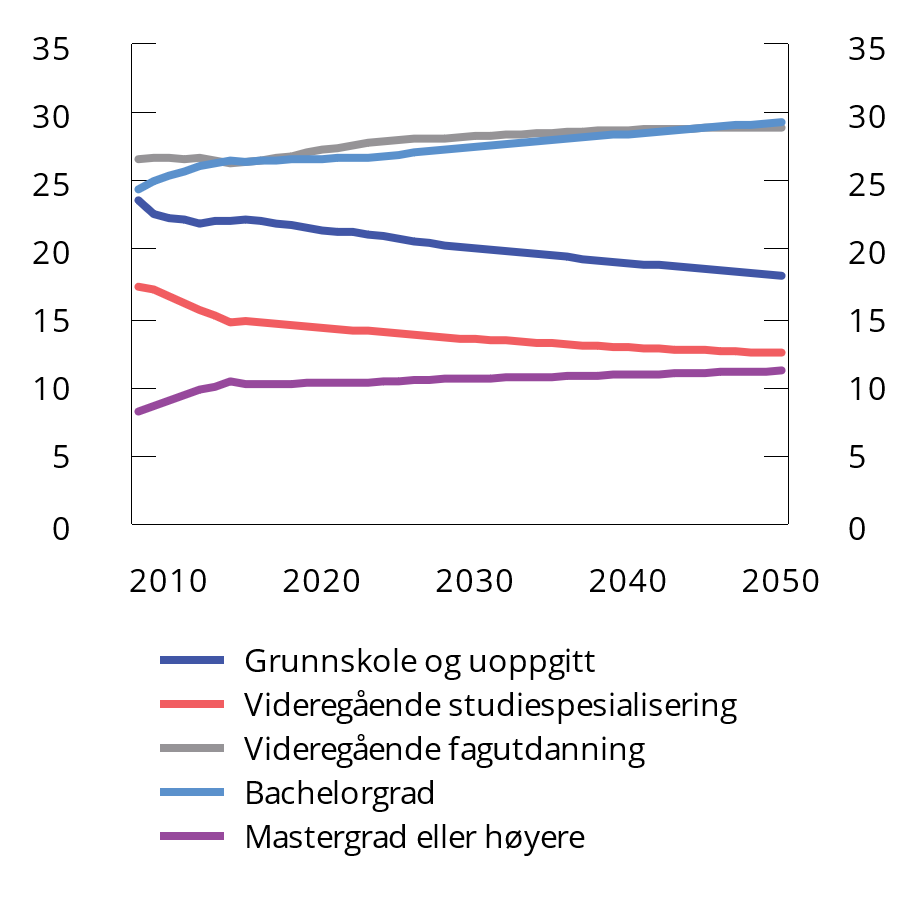 35 35
30 30
25 25
20 20
15 15
10 10
5 5
0 0
2010 2020 2030 2040 2050
Grunnskole og uoppgitt
Videregående studiespesialisering
Videregående fagutdanning
Bachelorgrad
Mastergrad eller høyere